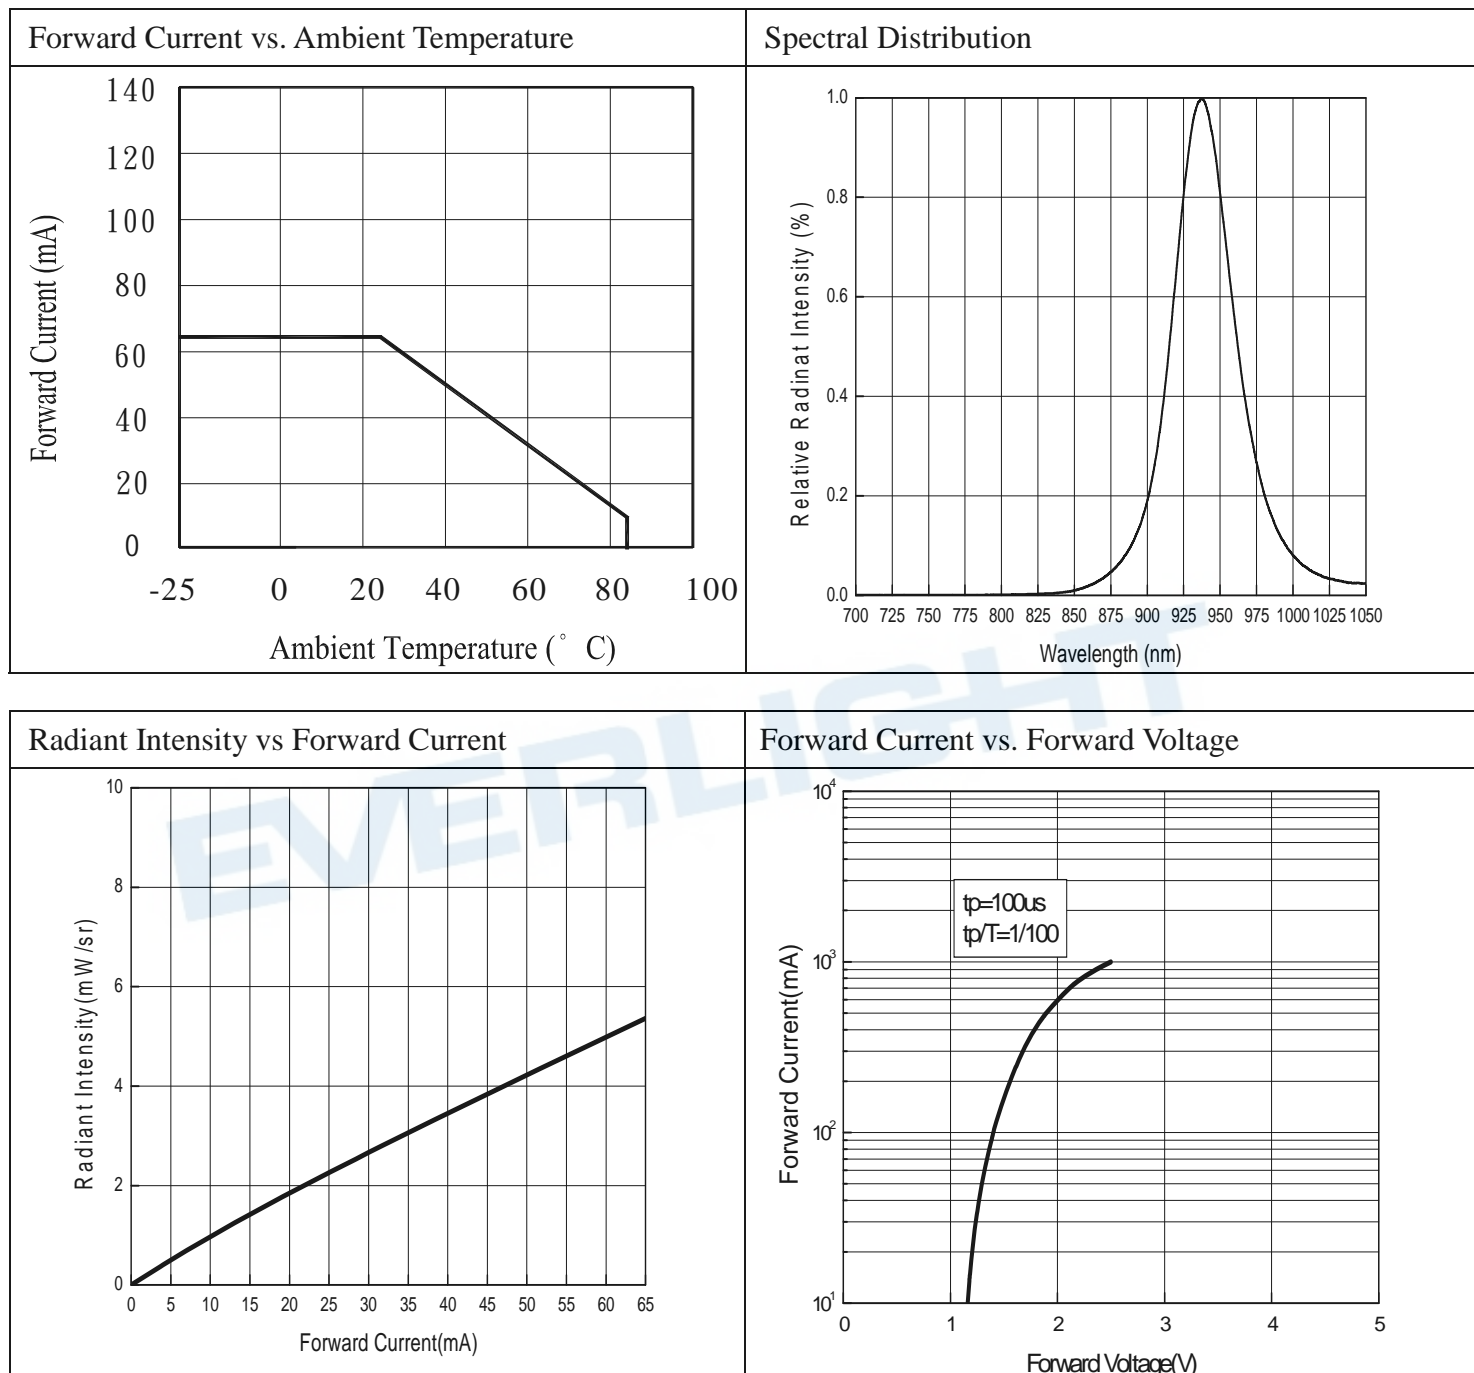 Forward Current vs. Ambient Temperature
Spectral Distribution
140
120
100
80
60
40
20
0
-25 0 20 40 60 80 100
Forward Current (mA)
Ambient Temperature ( ° C)
1.0
0.8
0.6
0.4
0.2
0.0
700 725 750 775 800 825 850 875 900 925 950 975 1000 1025 1050
Relative Radinat Intensity (%)
Wavelength (nm)
EVERLIGHT
Radiant Intensity vs Forward Current
Forward Current vs. Forward Voltage
10
8
6
4
2
0
0 5 10 15 20 25 30 35 40 45 50 55 60 65
Radiant Intensity(mW/sr)
Forward Current(mA)
10⁴
10³
10²
10¹
0 1 2 3 4 5
tp=100us
tp/T=1/100
Forward Current(mA)
Forward Voltage(V)